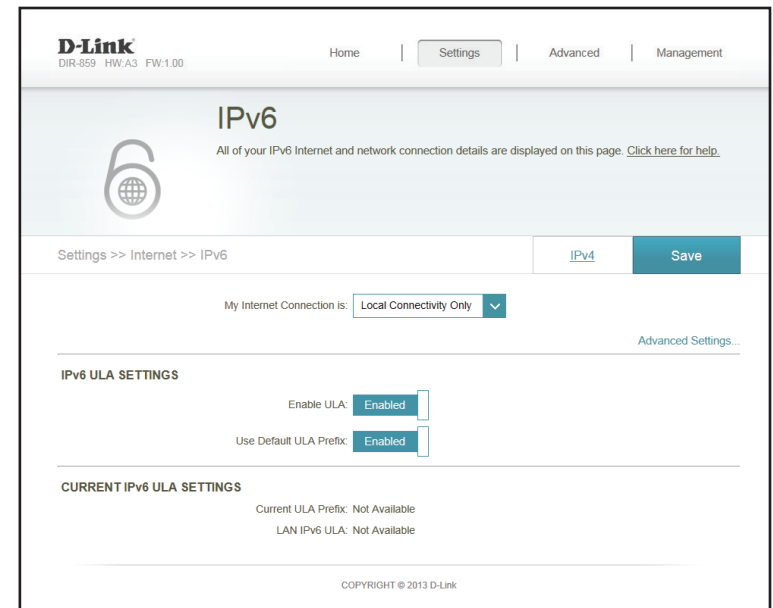 D-Link
DIR-859 HW:A3 FW:1.00
Home | Settings | Advanced | Management
IPv6
All of your IPv6 Internet and network connection details are displayed on this page. Click here for help.
Settings >> Internet >> IPv6
IPv4
Save
My Internet Connection is: Local Connectivity Only
Advanced Settings...
IPv6 ULA SETTINGS
Enable ULA: Enabled
Use Default ULA Prefix: Enabled
CURRENT IPv6 ULA SETTINGS
Current ULA Prefix: Not Available
LAN IPv6 ULA: Not Available
COPYRIGHT © 2013 D-Link